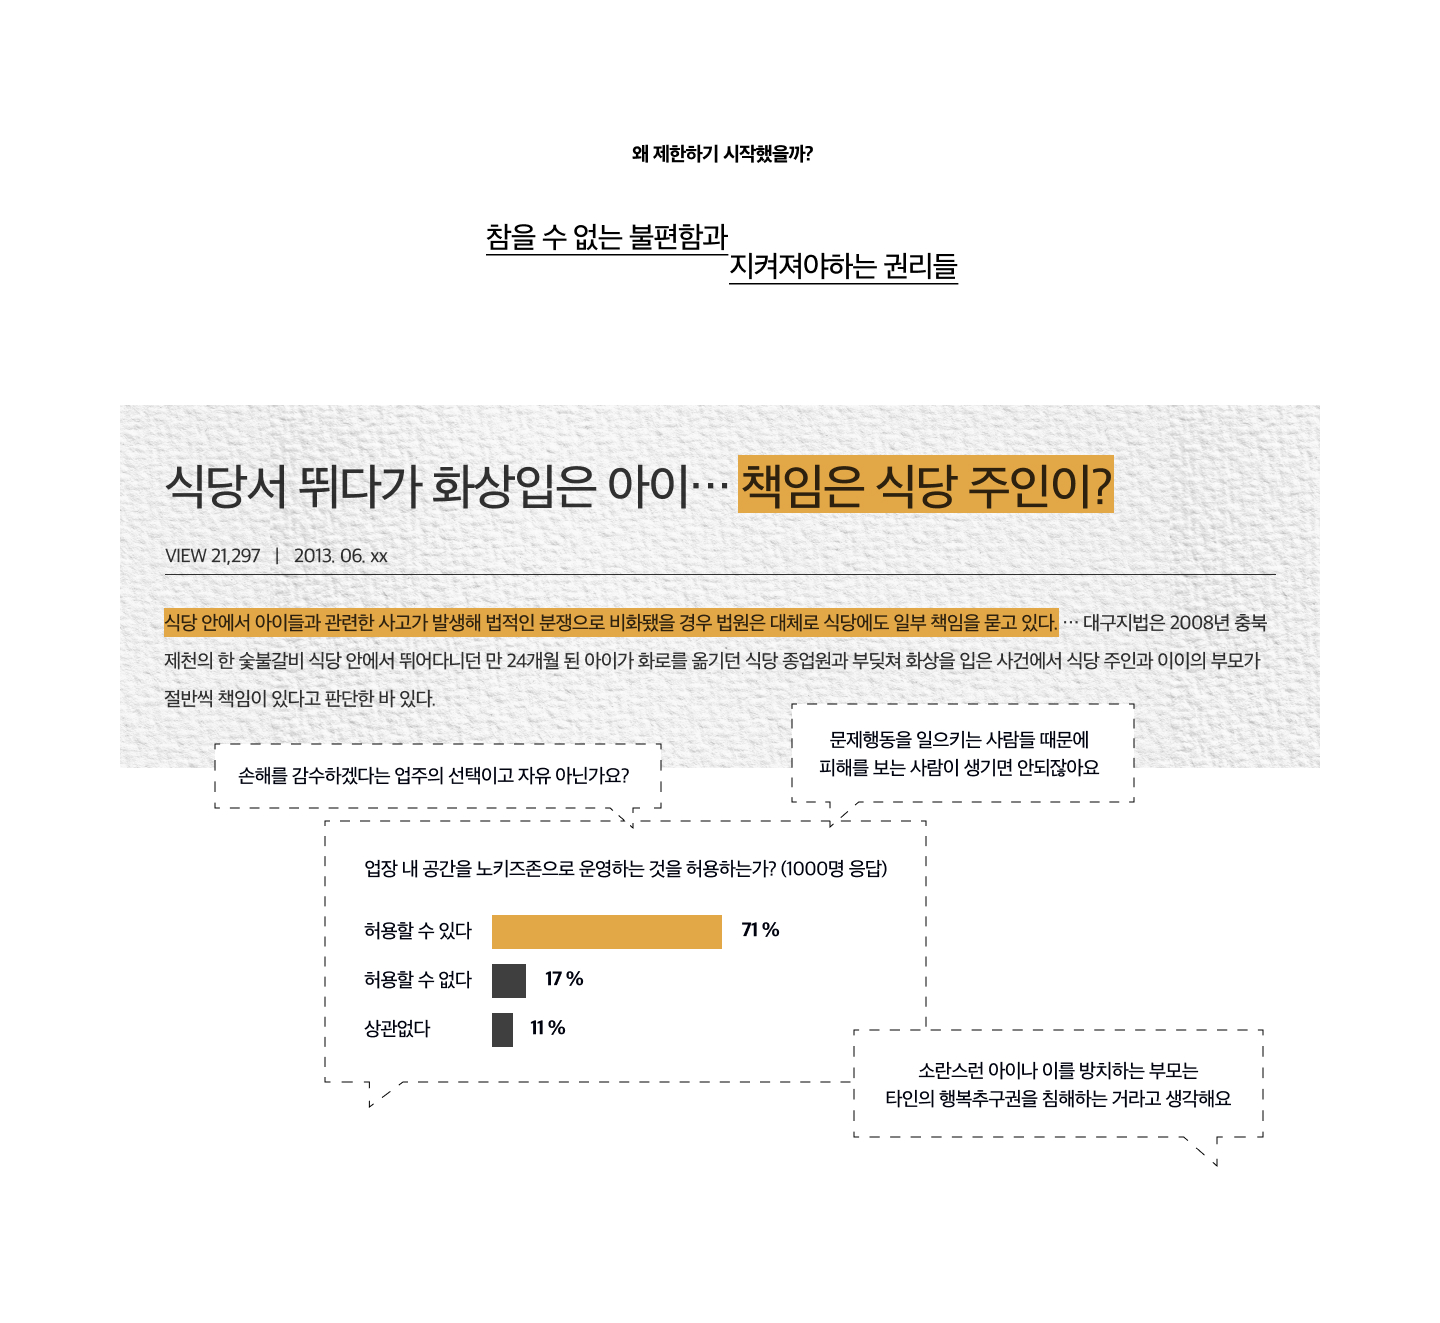 왜 제한하기 시작했을까?
참을 수 없는 불편함과
지켜져야하는 권리들
식당서 뛰다가 화상입은 아이… 책임은 식당 주인이?
VIEW 21,297 | 2013. 06. xx
식당 안에서 아이들과 관련한 사고가 발생해 법적인 분쟁으로 비화됐을 경우 법원은 대체로 식당에도 일부 책임을 묻고 있다. … 대구지법은 2008년 충북
제천의 한 숯불갈비 식당 안에서 뛰어다니던 만 24개월 된 아이가 화로를 옮기던 식당 종업원과 부딪쳐 화상을 입은 사건에서 식당 주인과 이이의 부모가
절반씩 책임이 있다고 판단한 바 있다.
손해를 감수하겠다는 업주의 선택이고 자유 아닌가요?
문제행동을 일으키는 사람들 때문에
피해를 보는 사람이 생기면 안되잖아요
업장 내 공간을 노키즈존으로 운영하는 것을 허용하는가? (1000명 응답)
허용할 수 있다 71 %
허용할 수 없다 17 %
상관없다 11 %
소란스런 아이나 이를 방치하는 부모는
타인의 행복추구권을 침해하는 거라고 생각해요